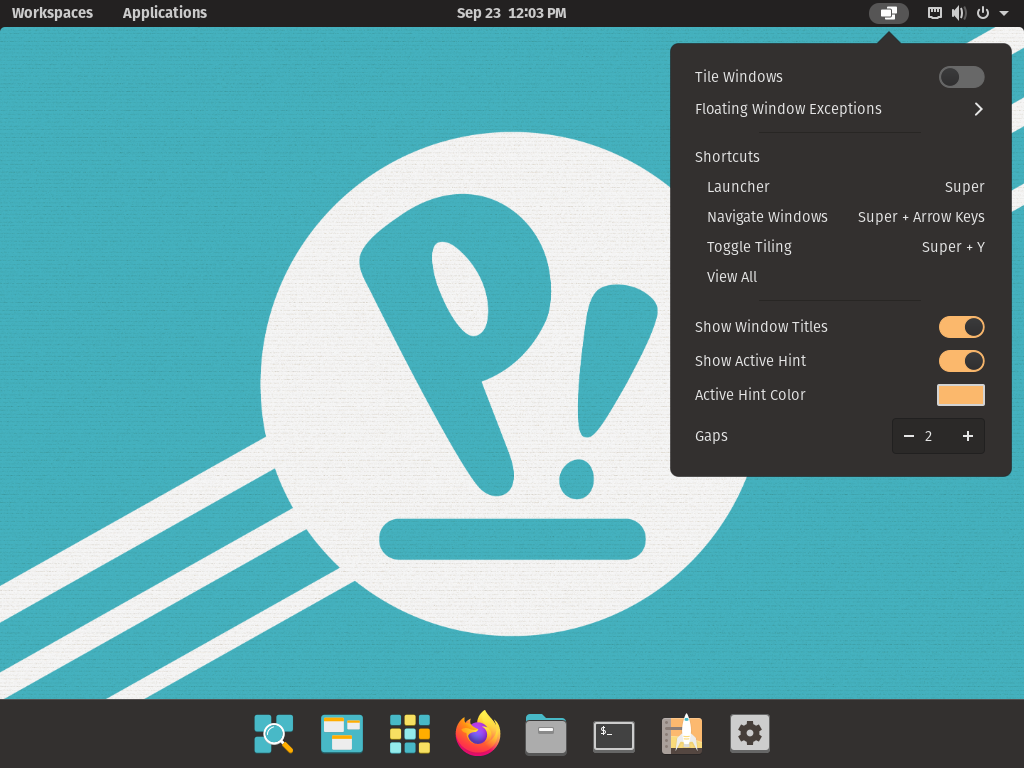 Workspaces Applications Sep 23 12:03 PM
Tile Windows
Floating Window Exceptions
Shortcuts
Launcher Super
Navigate Windows Super + Arrow Keys
Toggle Tiling Super + Y
View All
Show Window Titles
Show Active Hint
Active Hint Color
Gaps − 2 +
P!
$_